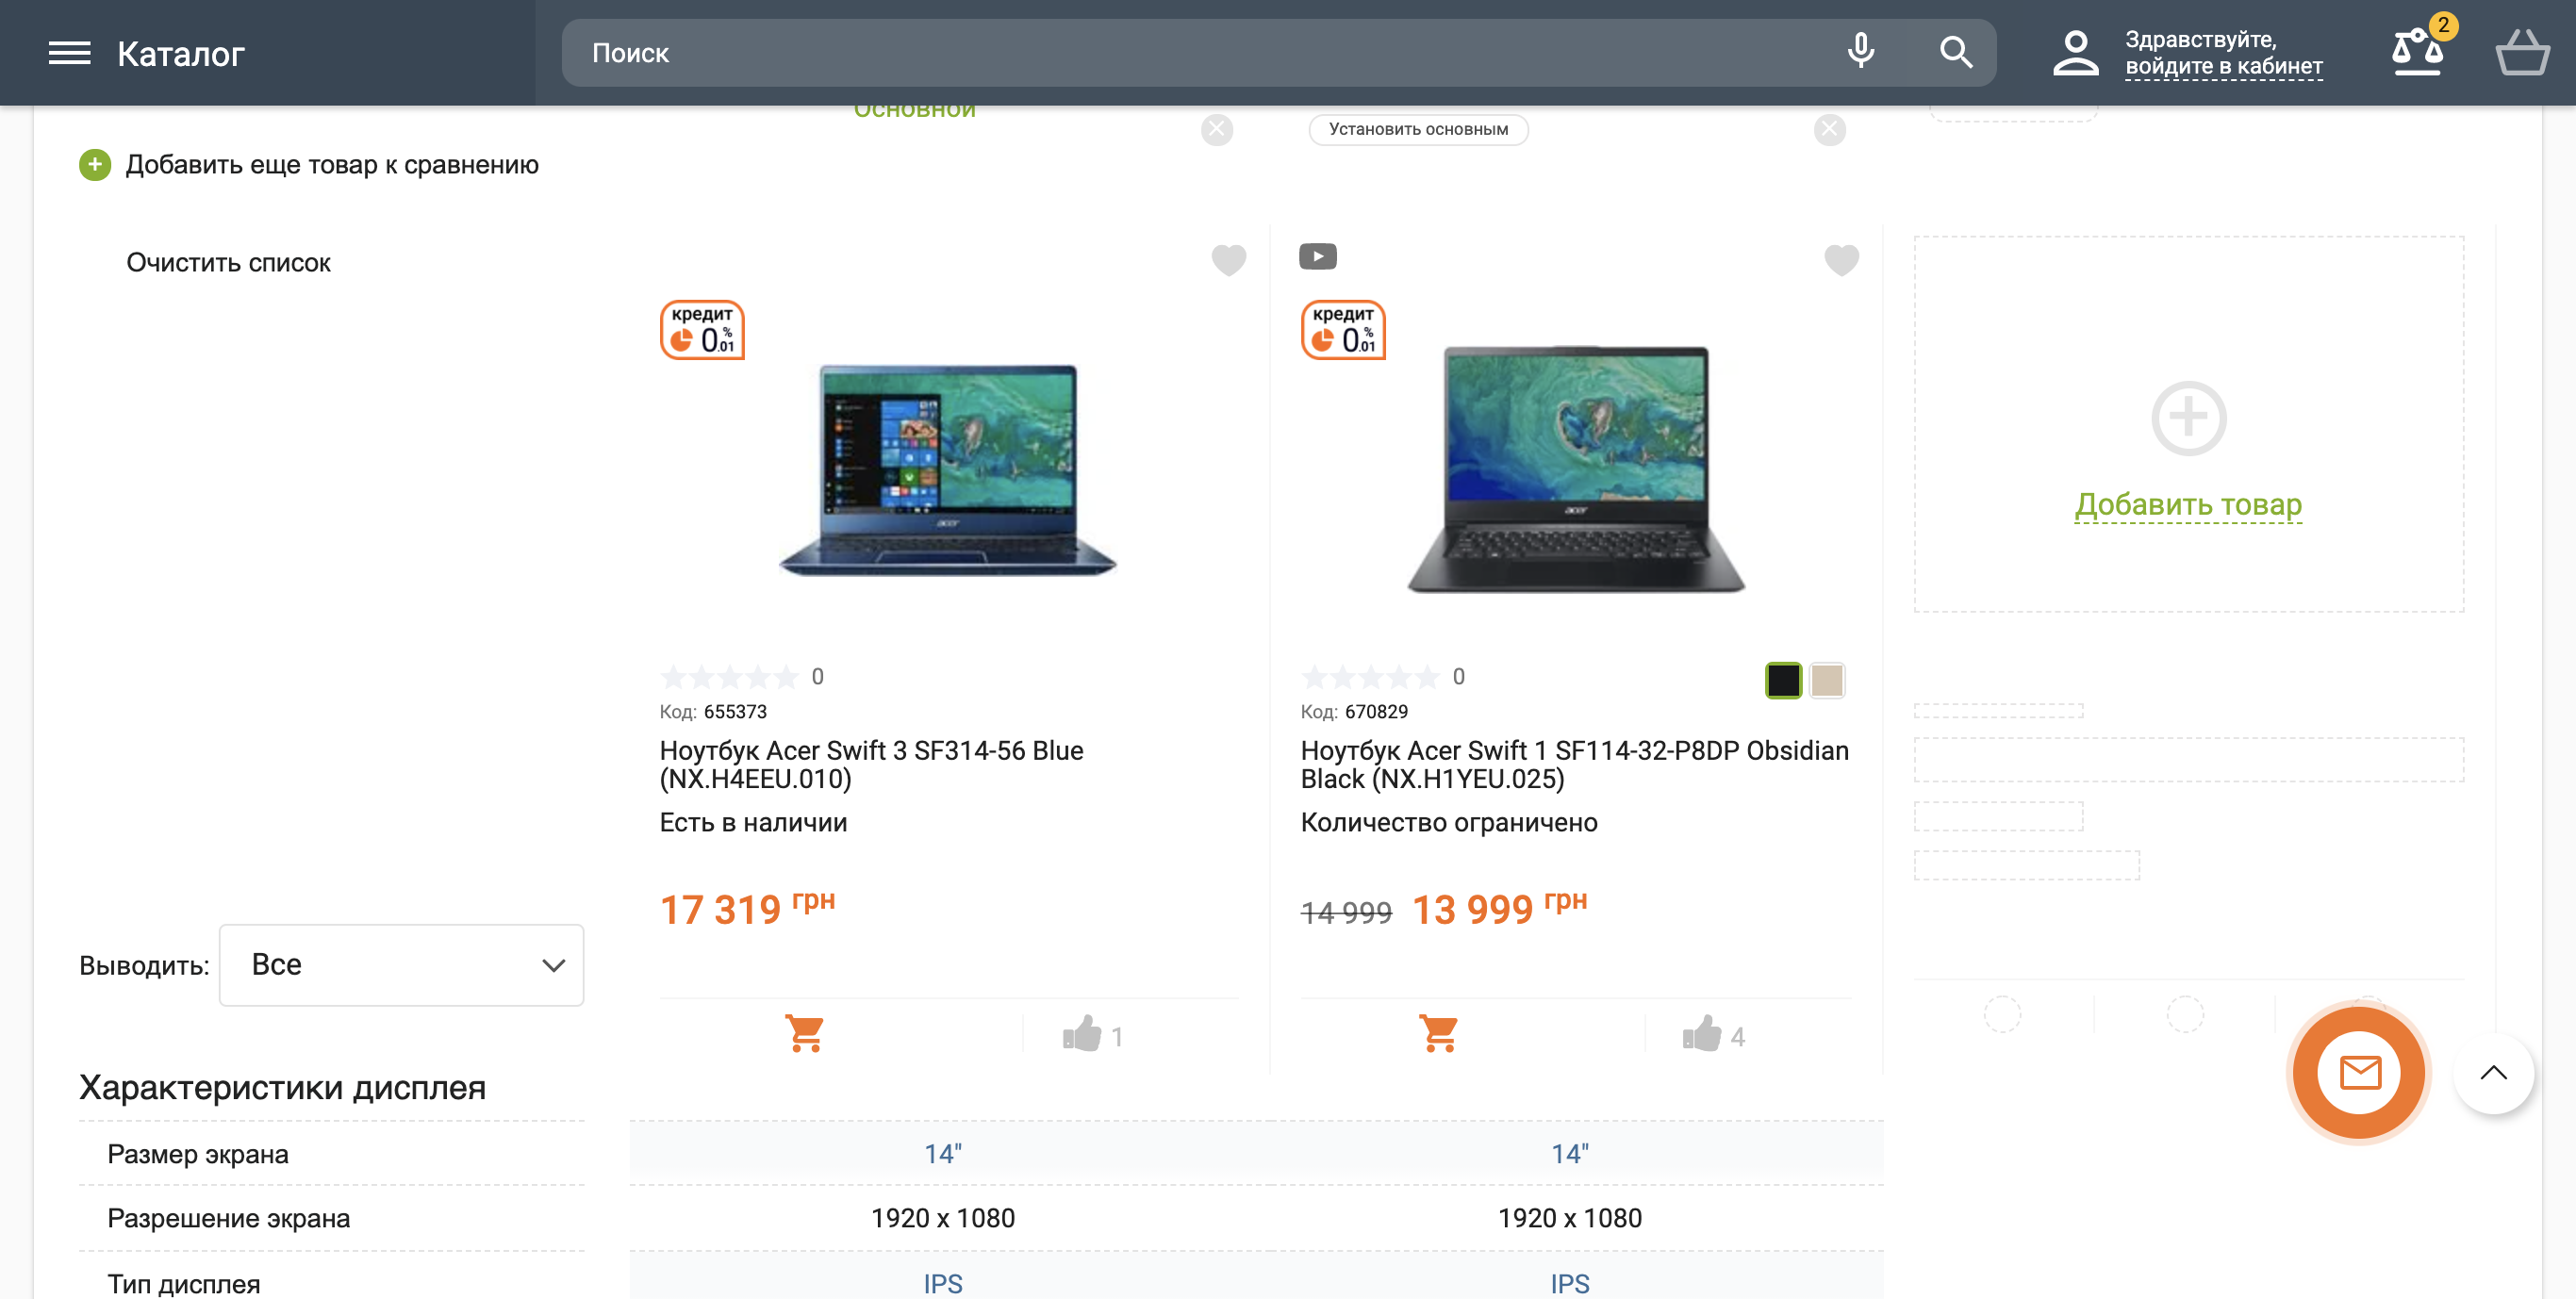 Каталог
Поиск
Здравствуйте,
войдите в кабинет
2
Основной
Установить основным
Добавить еще товар к сравнению
Очистить список
кредит
0.01 %
кредит
0.01 %
acer
acer
Добавить товар
0
0
Код: 655373
Код: 670829
Ноутбук Acer Swift 3 SF314-56 Blue
(NX.H4EEU.010)
Ноутбук Acer Swift 1 SF114-32-P8DP Obsidian
Black (NX.H1YEU.025)
Есть в наличии
Количество ограничено
17 319 грн
14 999 13 999 грн
Выводить: Все
1
4
Характеристики дисплея
Размер экрана 14" 14"
Разрешение экрана 1920 x 1080 1920 x 1080
Тип дисплея IPS IPS